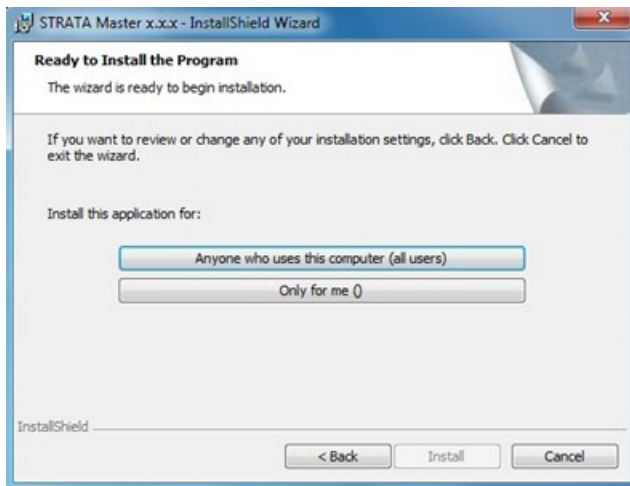 STRATA Master x.x.x - InstallShield Wizard
Ready to Install the Program
The wizard is ready to begin installation.
If you want to review or change any of your installation settings, click Back. Click Cancel to
exit the wizard.
Install this application for:
Anyone who uses this computer (all users)
Only for me ()
InstallShield
< Back
Install
Cancel